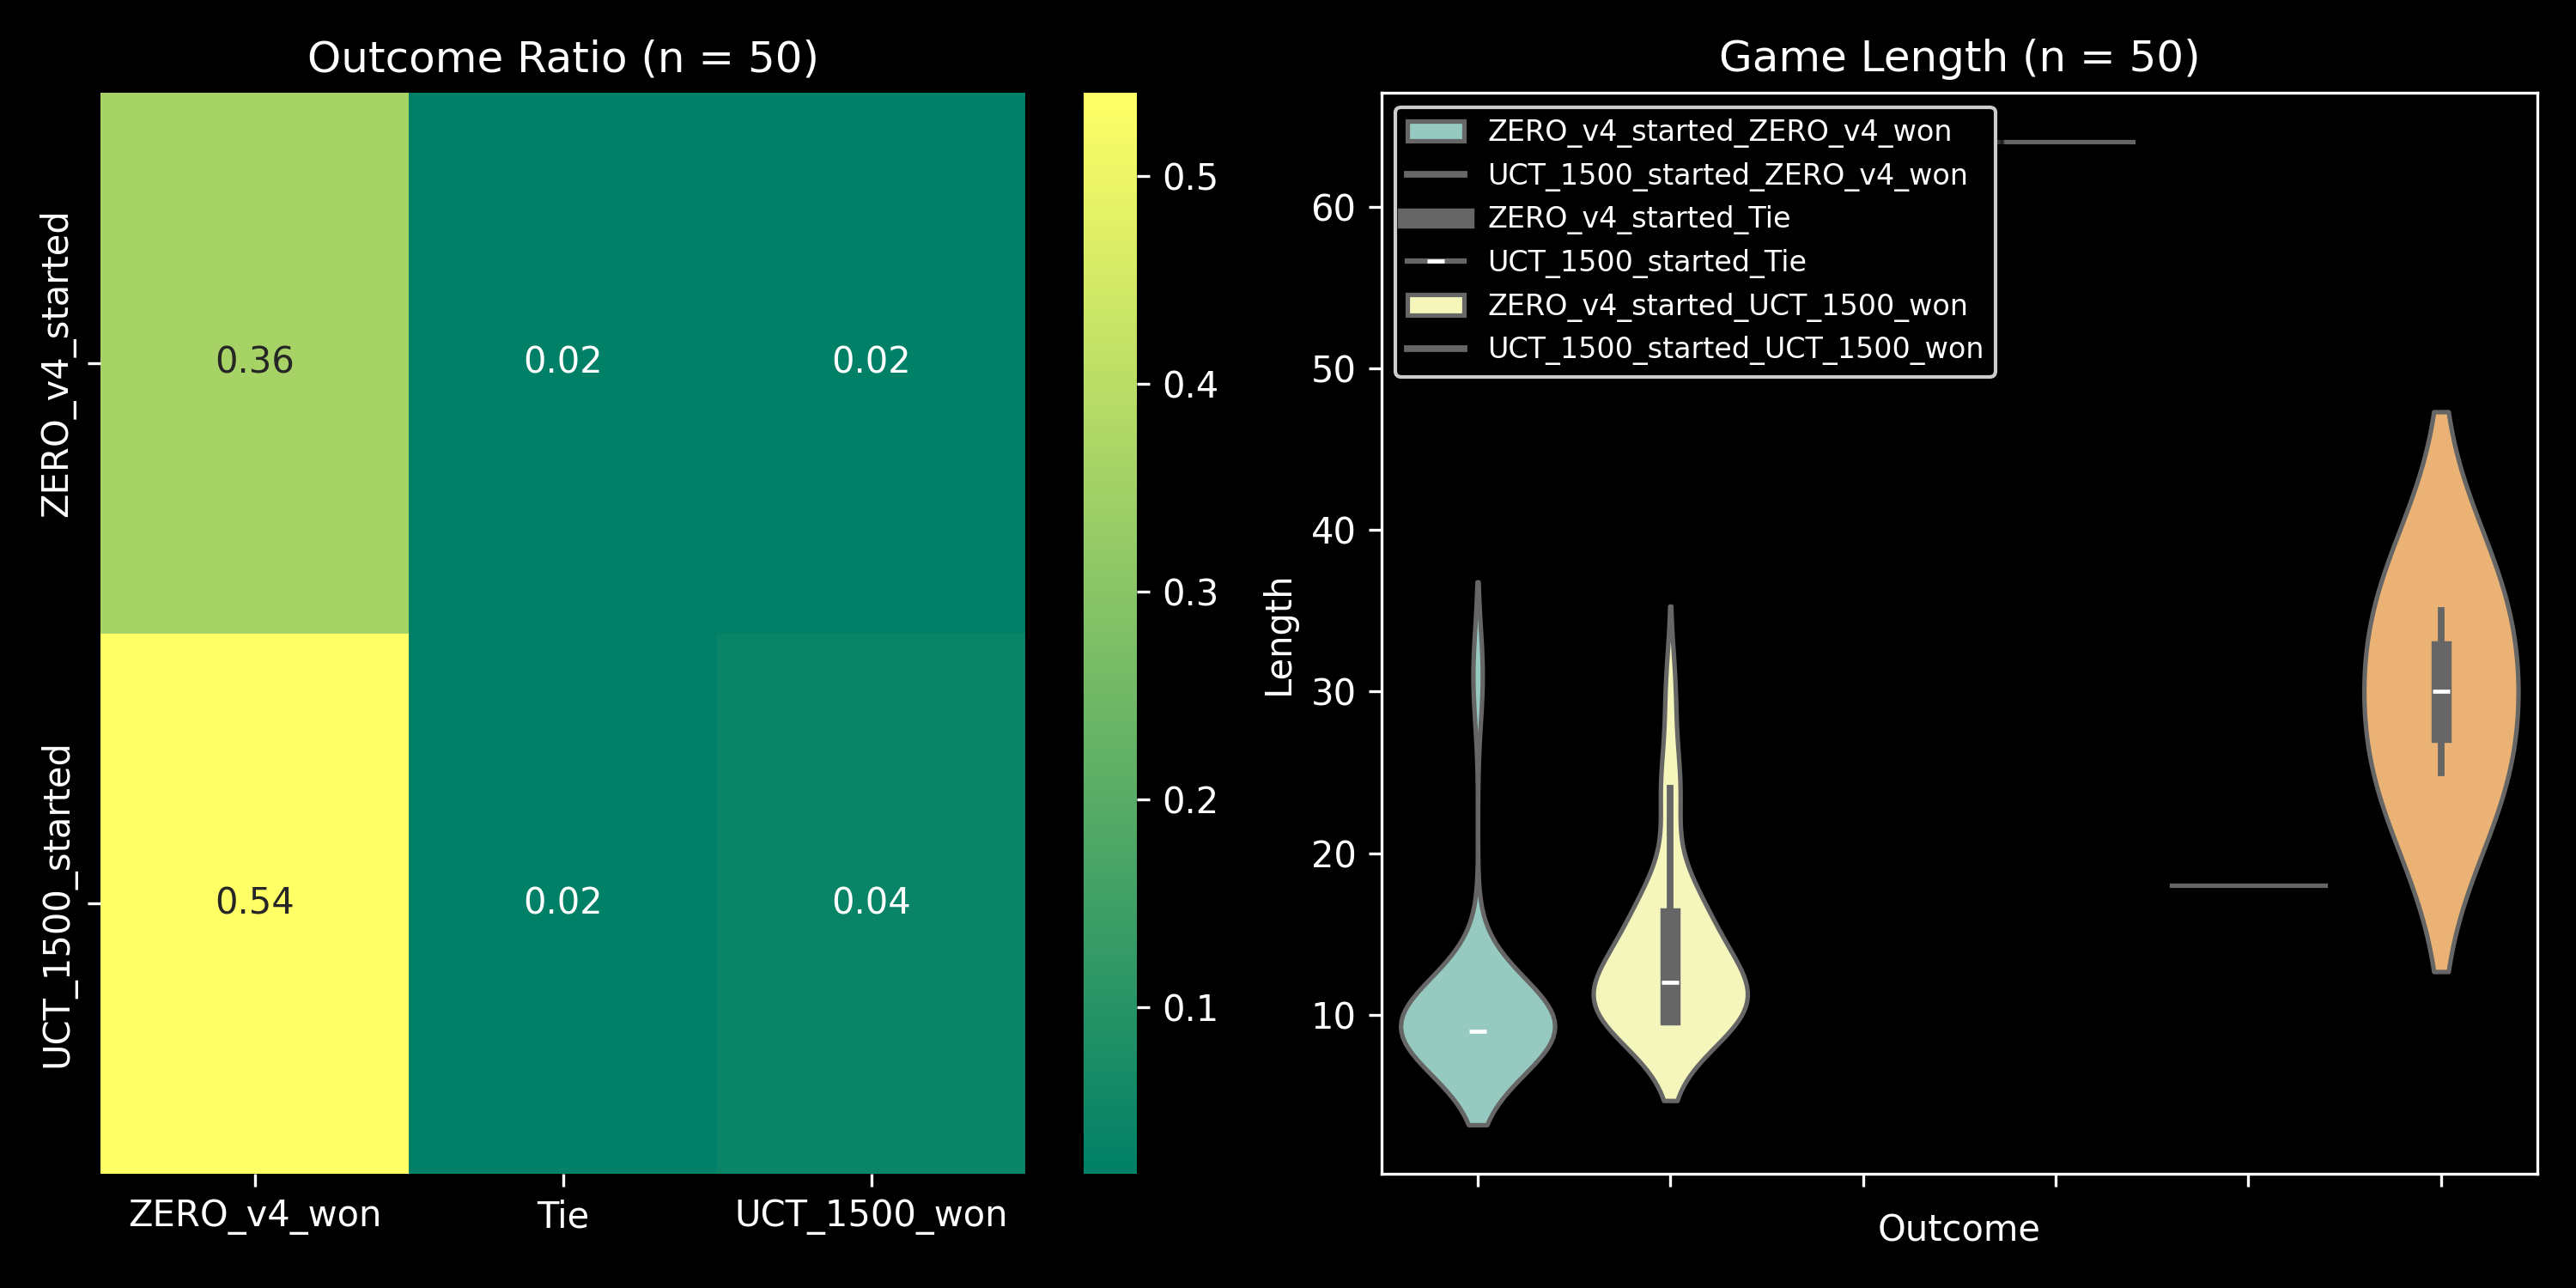 Outcome Ratio (n = 50)
ZERO_v4_started
UCT_1500_started
0.36
0.02
0.02
0.54
0.02
0.04
ZERO_v4_won
Tie
UCT_1500_won
0.5
0.4
0.3
0.2
0.1
Game Length (n = 50)
Length
60
50
40
30
20
10
ZERO_v4_started_ZERO_v4_won
UCT_1500_started_ZERO_v4_won
ZERO_v4_started_Tie
UCT_1500_started_Tie
ZERO_v4_started_UCT_1500_won
UCT_1500_started_UCT_1500_won
Outcome